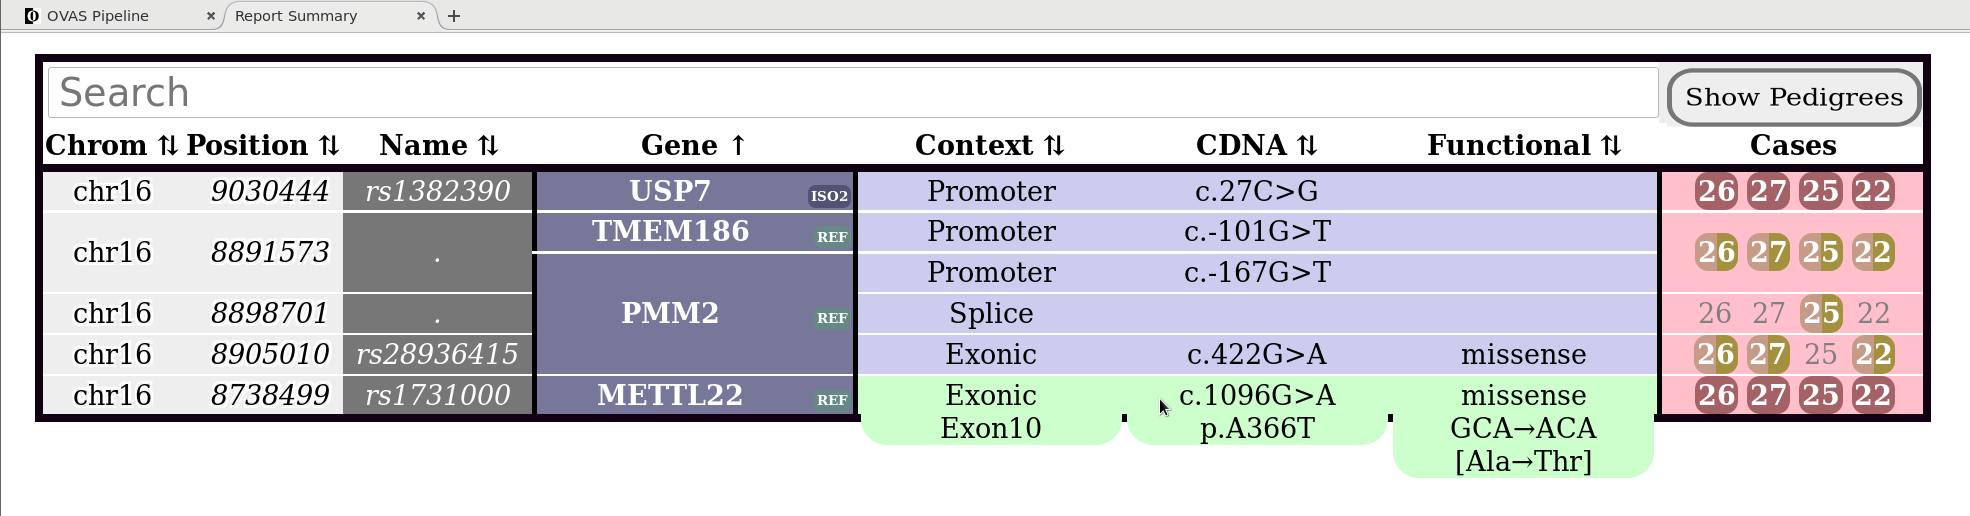 OVAS Pipeline × Report Summary × +
Search Show Pedigrees
Chrom ⇅ Position ⇅ Name ⇅ Gene ↑ Context ⇅ CDNA ⇅ Functional ⇅ Cases
chr16 9030444 rs1382390 USP7 ISO2 Promoter c.27C>G 26 27 25 22
chr16 8891573 . TMEM186 REF Promoter c.-101G>T 26 27 25 22
Promoter c.-167G>T
chr16 8898701 . PMM2 REF Splice 26 27 25 22
chr16 8905010 rs28936415 Exonic c.422G>A missense 26 27 25 22
chr16 8738499 rs1731000 METTL22 REF Exonic c.1096G>A missense 26 27 25 22
Exon10 p.A366T GCA→ACA
[Ala→Thr]